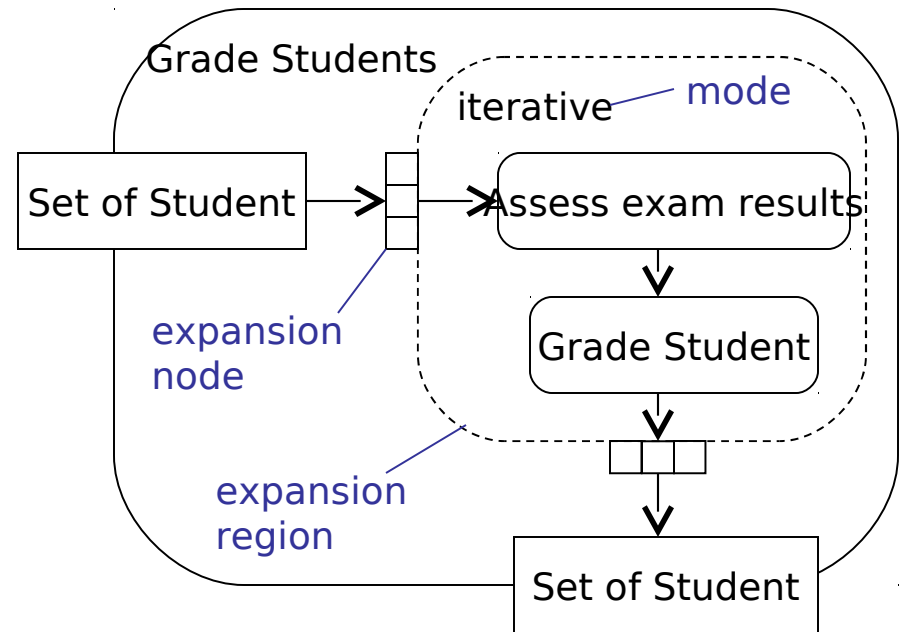 Grade Students
iterative
mode
Set of Student
Assess exam results
expansion
node
Grade Student
expansion
region
Set of Student